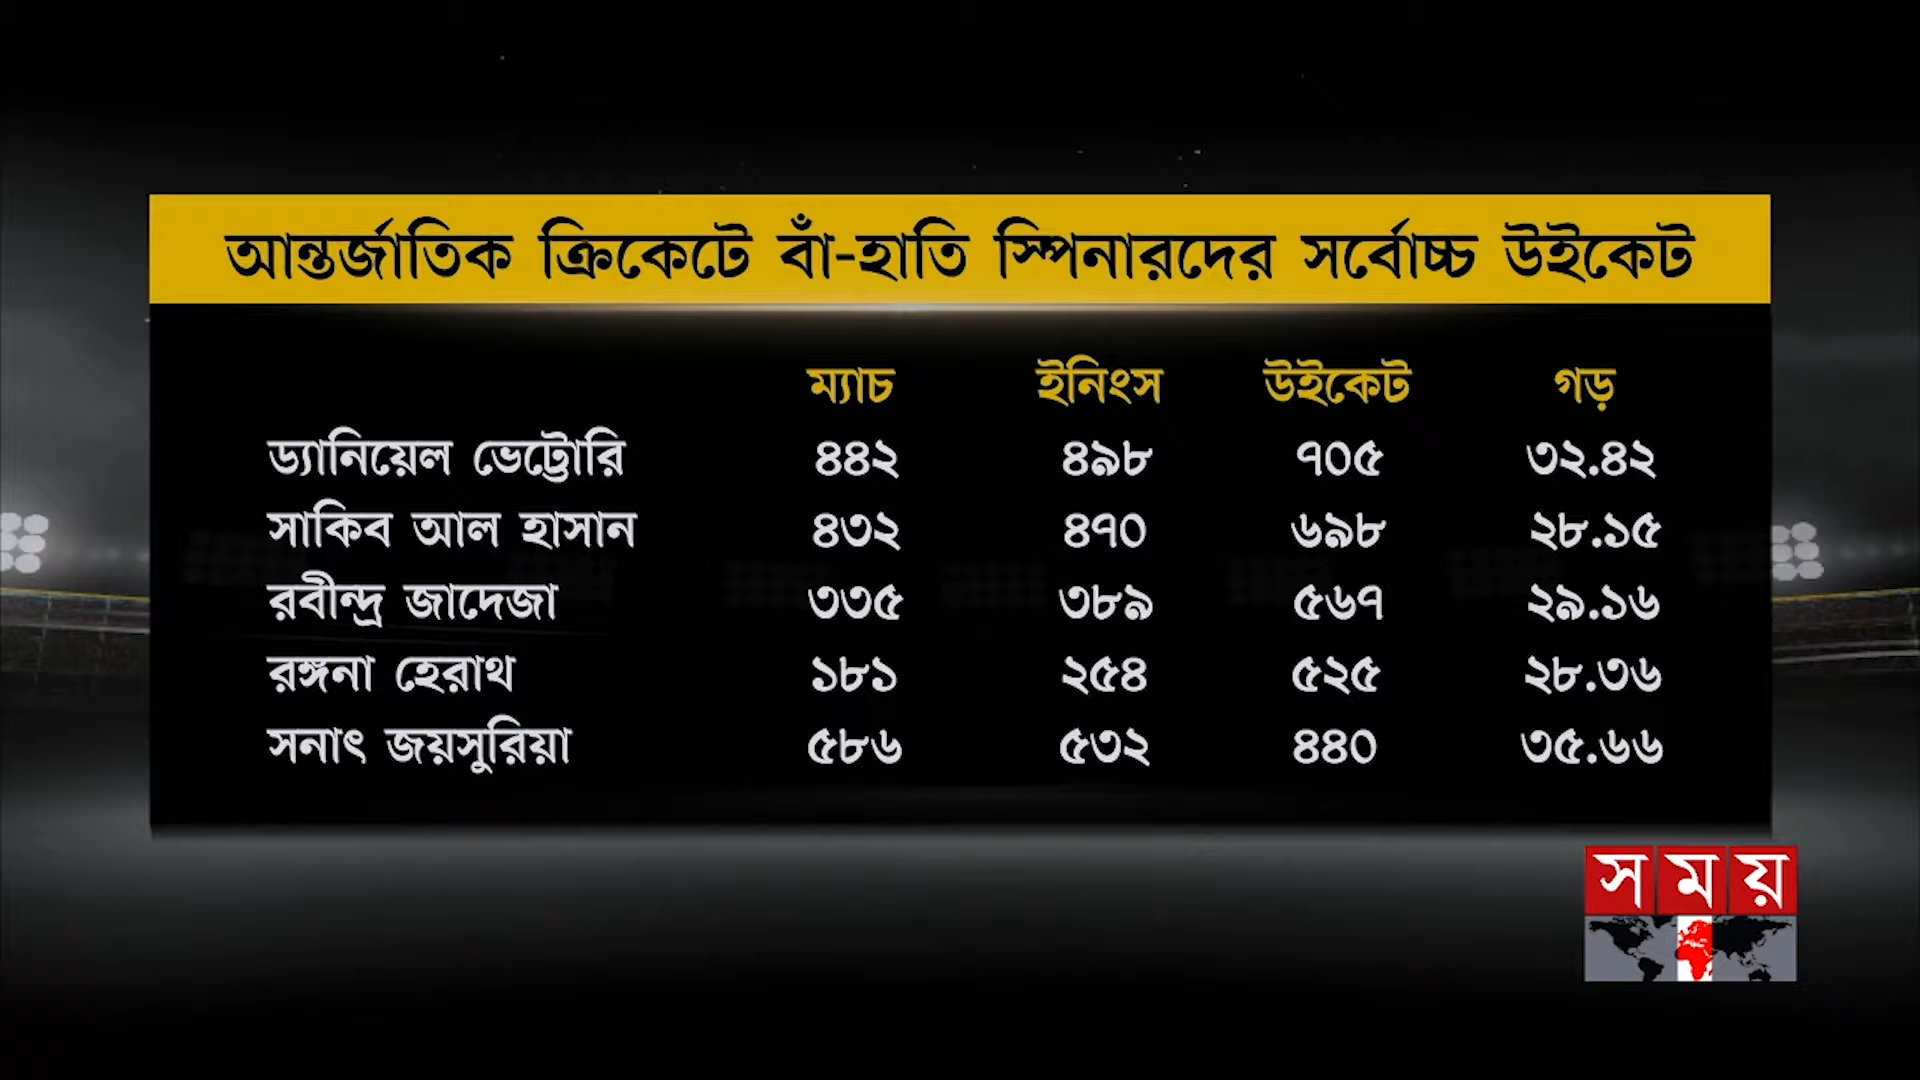 আন্তর্জাতিক ক্রিকেটে বাঁ-হাতি স্পিনারদের সর্বোচ্চ উইকেট
ম্যাচ ইনিংস উইকেট গড়
ড্যানিয়েল ভেট্টোরি ৪৪২ ৪৯৮ ৭০৫ ৩২.৪২
সাকিব আল হাসান ৪৩২ ৪৭০ ৬৯৮ ২৮.১৫
রবীন্দ্র জাদেজা ৩৩৫ ৩৮৯ ৫৬৭ ২৯.১৬
রঙ্গনা হেরাথ ১৮১ ২৫৪ ৫২৫ ২৮.৩৬
সনাৎ জয়সুরিয়া ৫৮৬ ৫৩২ ৪৪০ ৩৫.৬৬
সময়